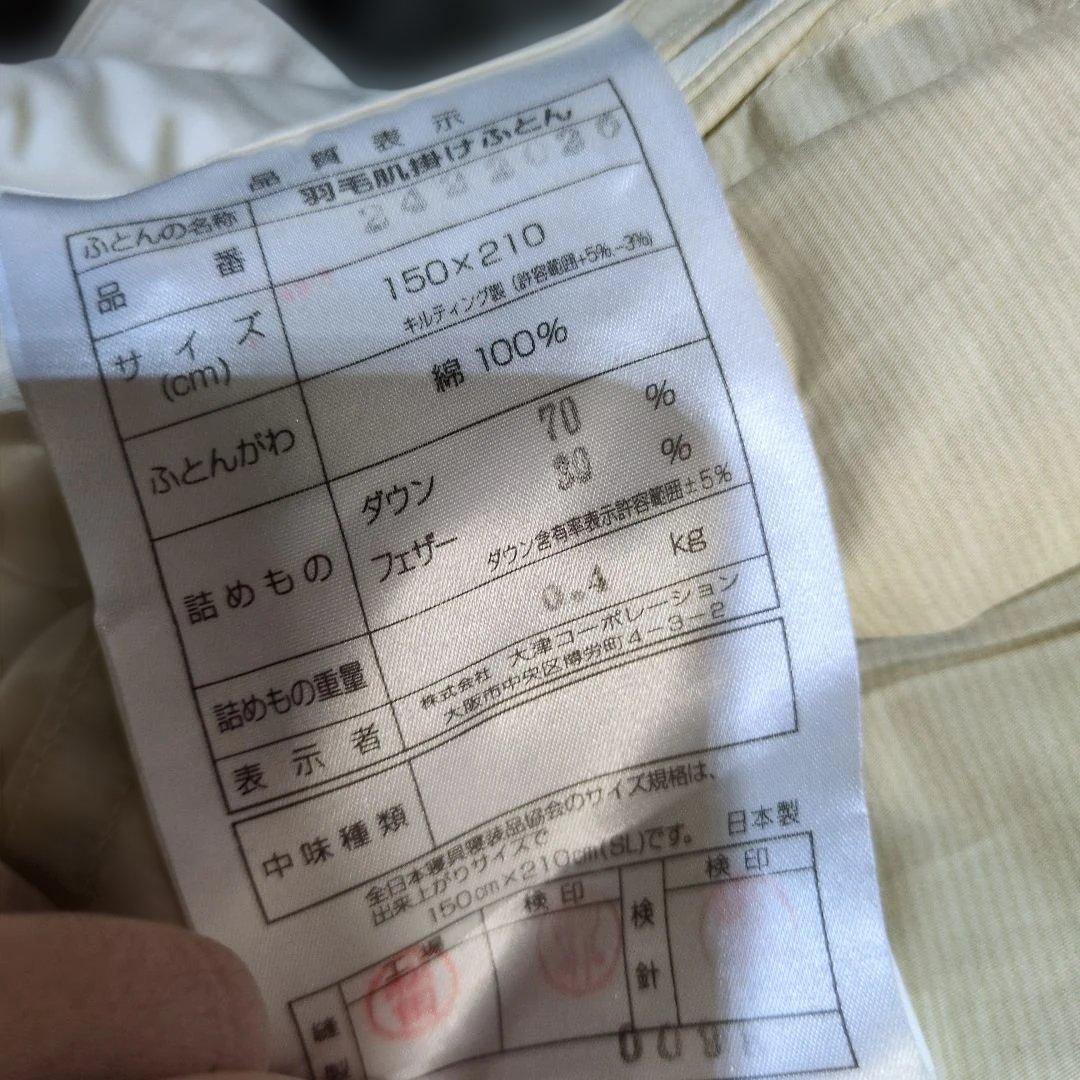 品質表示
ふとんの名称 羽毛肌掛けふとん
品番
サイズ(cm) 150×210
キルティング製(許容範囲+5%、-3%)
ふとんがわ 綿 100%
詰めもの ダウン 70 %
フェザー 30 %
ダウン含有率表示許容範囲±5%
詰めもの重量 0.4 kg
表示者 株式会社 大津コーポレーション
大阪市中央区博労町4-3-2
中味種類
全日本寝具寝装品協会のサイズ規格は、
出来上がりサイズで
150cm×210cm(SL)です。
日本製
縫製 工場 検印 検針 検印